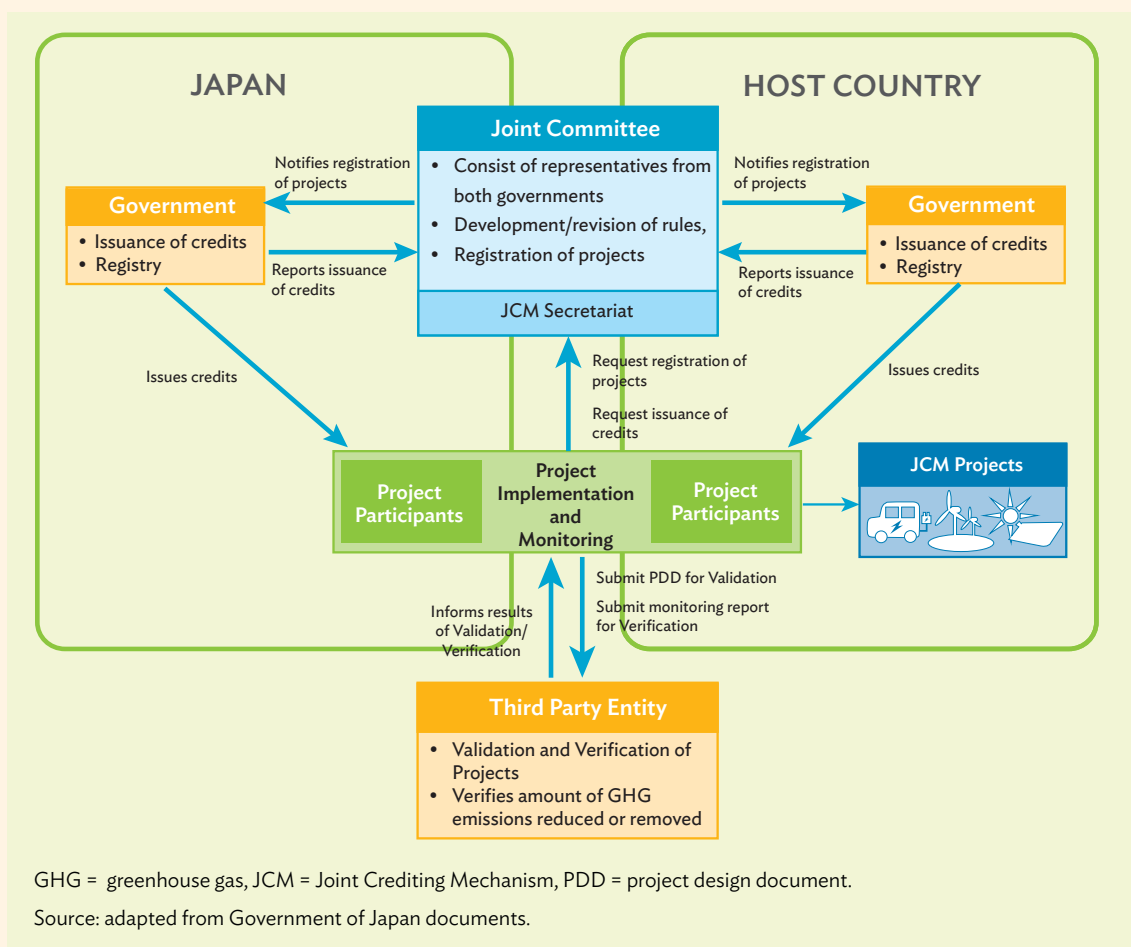 JAPAN
HOST COUNTRY
Joint Committee
• Consist of representatives from
both governments
• Development/revision of rules,
• Registration of projects
JCM Secretariat
Notifies registration
of projects
Government
• Issuance of credits
• Registry
Reports issuance
of credits
Issues credits
Notifies registration
of projects
Government
• Issuance of credits
• Registry
Reports issuance
of credits
Issues credits
Request registration of
projects
Request issuance of
credits
Project
Participants
Project
Implementation
and
Monitoring
Project
Participants
JCM Projects
Informs results
of Validation/
Verification
Submit PDD for Validation
Submit monitoring report
for Verification
Third Party Entity
• Validation and Verification of
Projects
• Verifies amount of GHG
emissions reduced or removed
GHG = greenhouse gas, JCM = Joint Crediting Mechanism, PDD = project design document.
Source: adapted from Government of Japan documents.